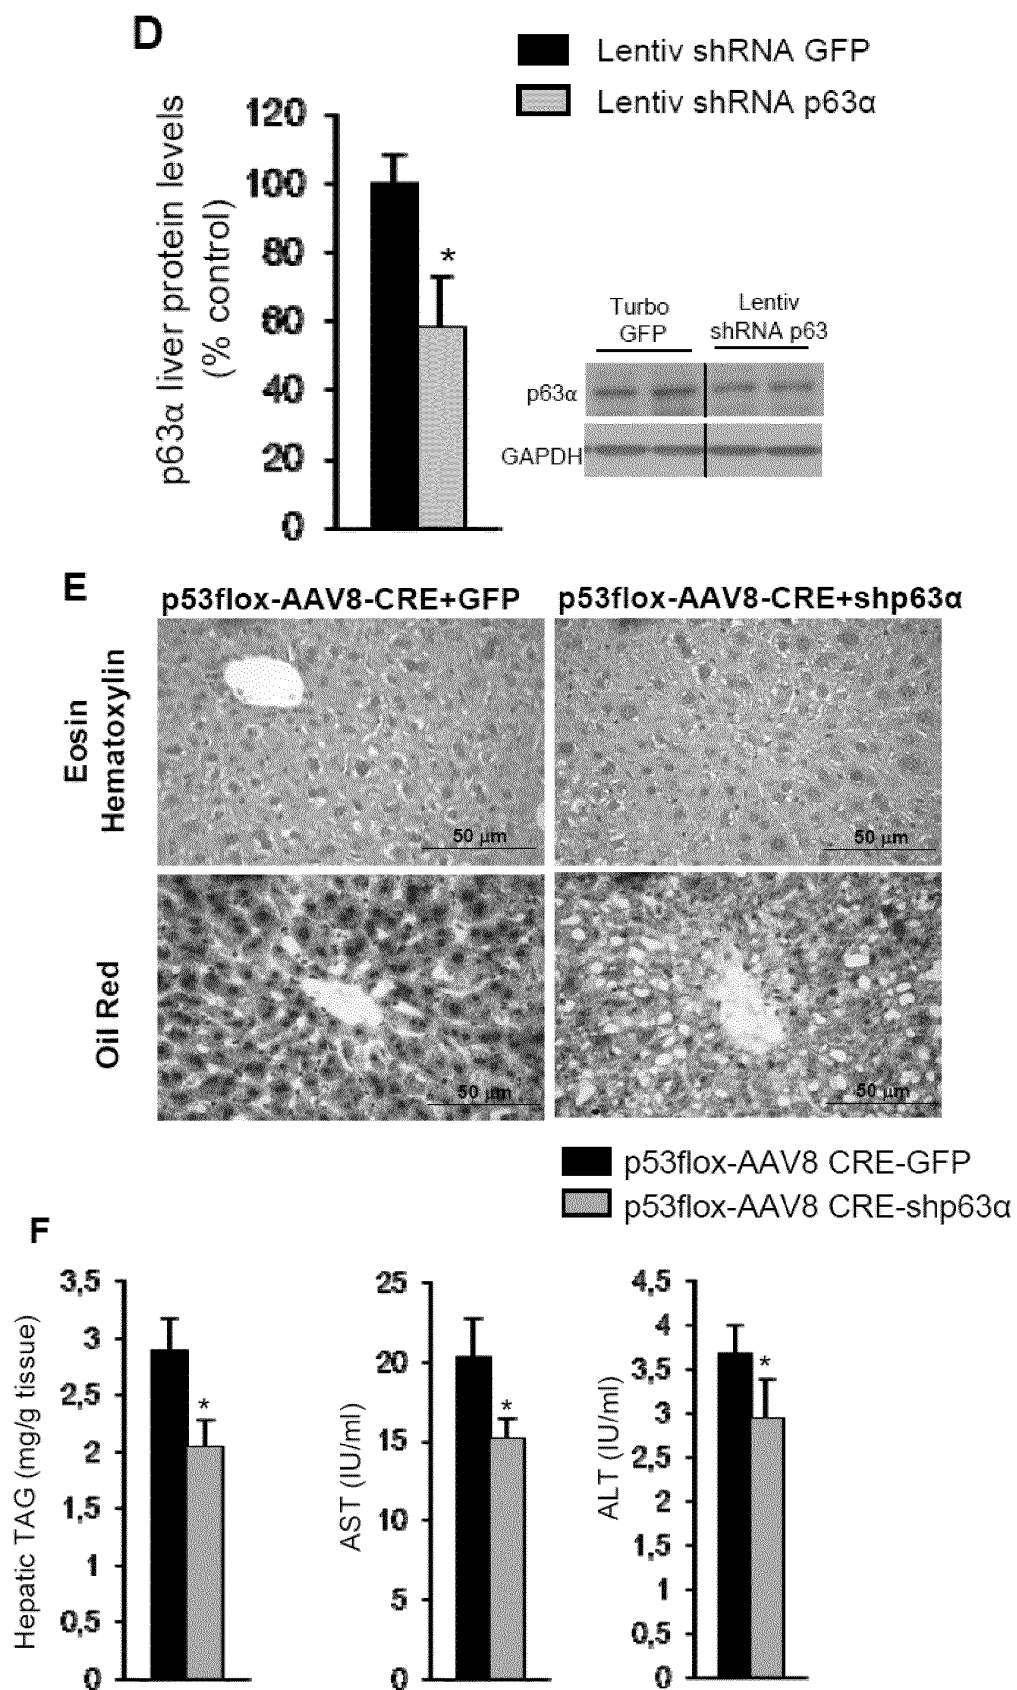 D
Lentiv shRNA GFP
Lentiv shRNA p63α
p63α liver protein levels
(% control)
120
100
80
60
40
20
0
*
Turbo
GFP
Lentiv
shRNA p63
p63α
GAPDH
E
p53flox-AAV8-CRE+GFP
p53flox-AAV8-CRE+shp63α
Eosin
Hematoxylin
50 µm
50 µm
Oil Red
50 µm
50 µm
p53flox-AAV8 CRE-GFP
p53flox-AAV8 CRE-shp63α
F
Hepatic TAG (mg/g tissue)
3,5
3
2,5
2
1,5
1
0,5
0
*
AST (IU/ml)
25
20
15
10
5
0
*
ALT (IU/ml)
4,5
4
3,5
3
2,5
2
1,5
1
0,5
0
*